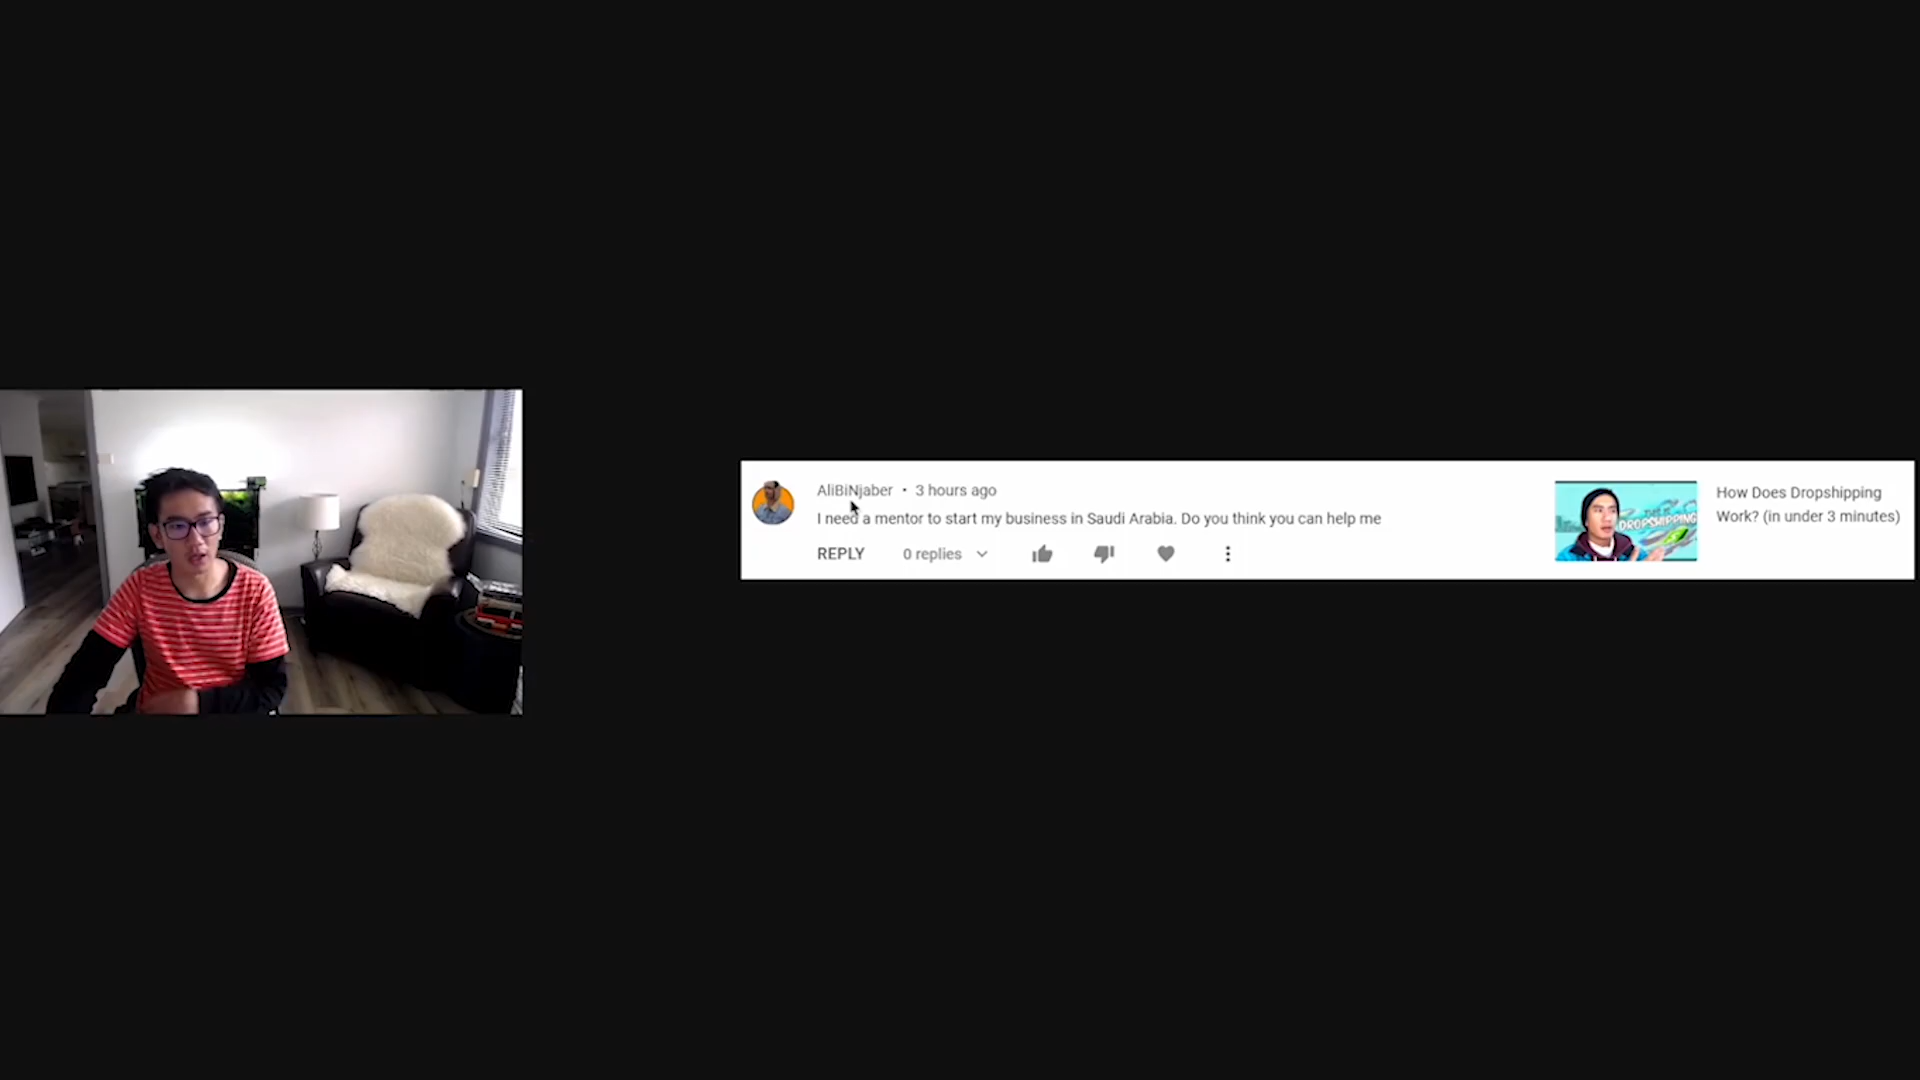 AliBiNjaber • 3 hours ago
I need a mentor to start my business in Saudi Arabia. Do you think you can help me
REPLY 0 replies
DROPSHIPPING
How Does Dropshipping
Work? (in under 3 minutes)